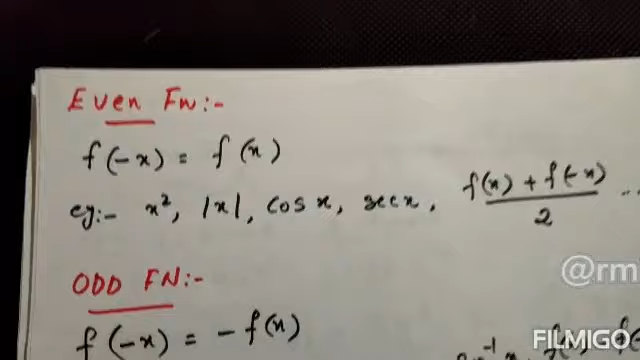 Even Fn:-
f(-x) = f(x)
eg:- x², |x|, cos x, sec x, f(x) + f(-x) / 2 ...
@rm
ODD FN:-
f(-x) = -f(x)
FILMIGO